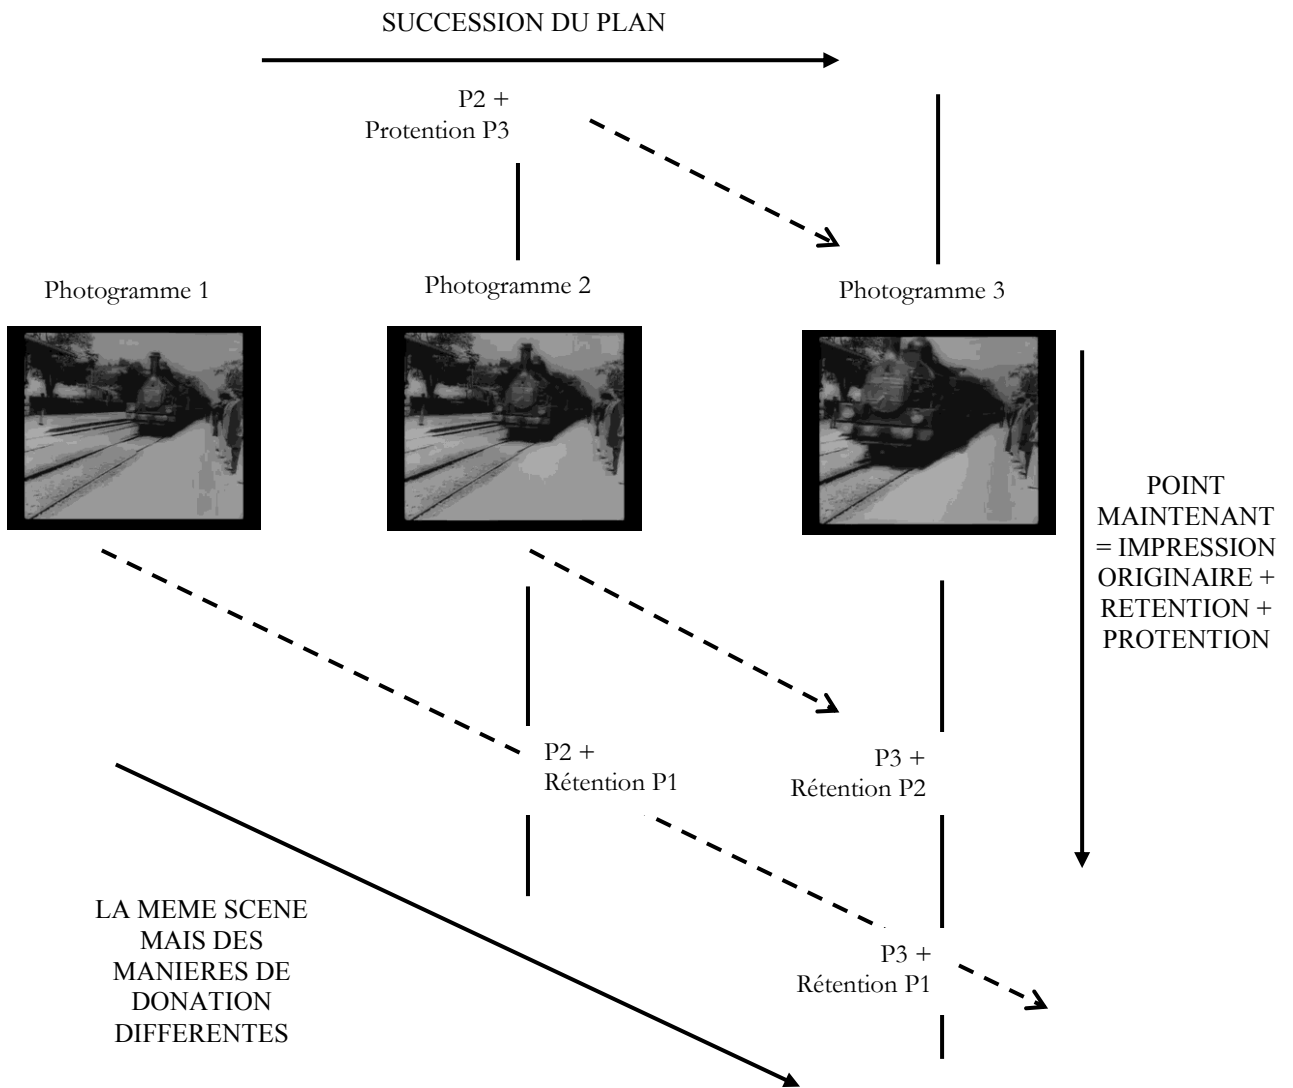 SUCCESSION DU PLAN
P2 +
Protention P3
Photogramme 1
Photogramme 2
Photogramme 3
POINT
MAINTENANT
= IMPRESSION
ORIGINAIRE +
RETENTION +
PROTENTION
P2 +
Rétention P1
P3 +
Rétention P2
LA MEME SCENE
MAIS DES
MANIERES DE
DONATION
DIFFERENTES
P3 +
Rétention P1